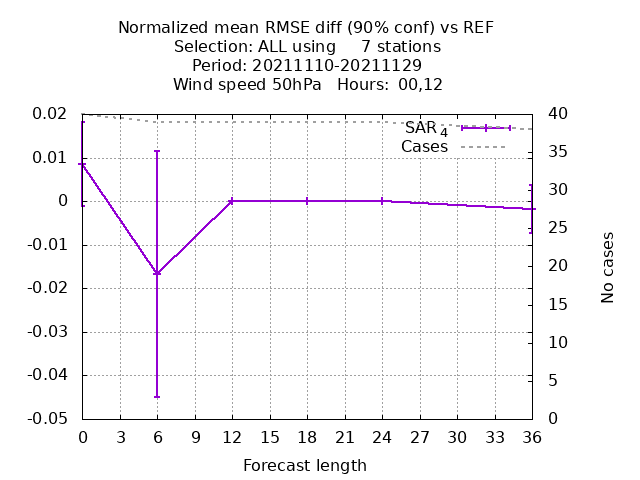 Normalized mean RMSE diff (90% conf) vs REF
Selection: ALL using     7 stations
Period: 20211110-20211129
Wind speed 50hPa   Hours:  00,12
SAR 4
Cases
0.02
0.01
0
-0.01
-0.02
-0.03
-0.04
-0.05
40
35
30
25
20
15
10
5
0
No cases
0 3 6 9 12 15 18 21 24 27 30 33 36
Forecast length